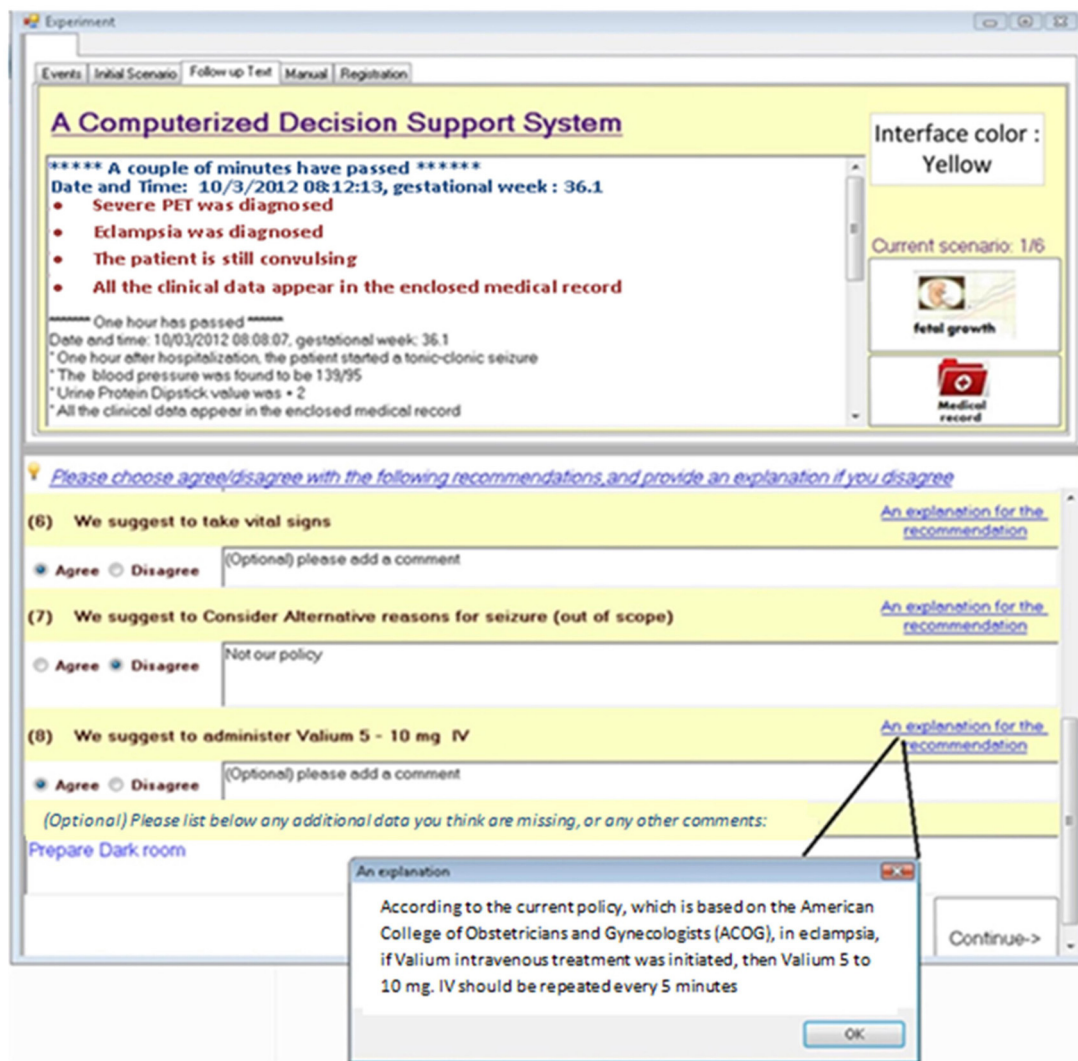 Experiment
Events Initial Scenario Follow up Text Manual Registration
A Computerized Decision Support System
Interface color :
Yellow
***** A couple of minutes have passed ******
Date and Time: 10/3/2012 08:12:13, gestational week : 36.1
• Severe PET was diagnosed
• Eclampsia was diagnosed
• The patient is still convulsing
• All the clinical data appear in the enclosed medical record
Current scenario: 1/6
fetal growth
Medical
record
******* One hour has passed ******
Date and time: 10/03/2012 08:08:07, gestational week: 36.1
* One hour after hospitalization, the patient started a tonic-clonic seizure
* The blood pressure was found to be 139/95
* Urine Protein Dipstick value was + 2
* All the clinical data appear in the enclosed medical record
Please choose agree/disagree with the following recommendations,and provide an explanation if you disagree
(6) We suggest to take vital signs
An explanation for the
recommendation
Agree Disagree
(Optional) please add a comment
(7) We suggest to Consider Alternative reasons for seizure (out of scope)
An explanation for the
recommendation
Agree Disagree
Not our policy
(8) We suggest to administer Valium 5 - 10 mg IV
An explanation for the
recommendation
Agree Disagree
(Optional) please add a comment
(Optional) Please list below any additional data you think are missing, or any other comments:
Prepare Dark room
An explanation
According to the current policy, which is based on the American
College of Obstetricians and Gynecologists (ACOG), in eclampsia,
if Valium intravenous treatment was initiated, then Valium 5 to
10 mg. IV should be repeated every 5 minutes
OK
Continue->